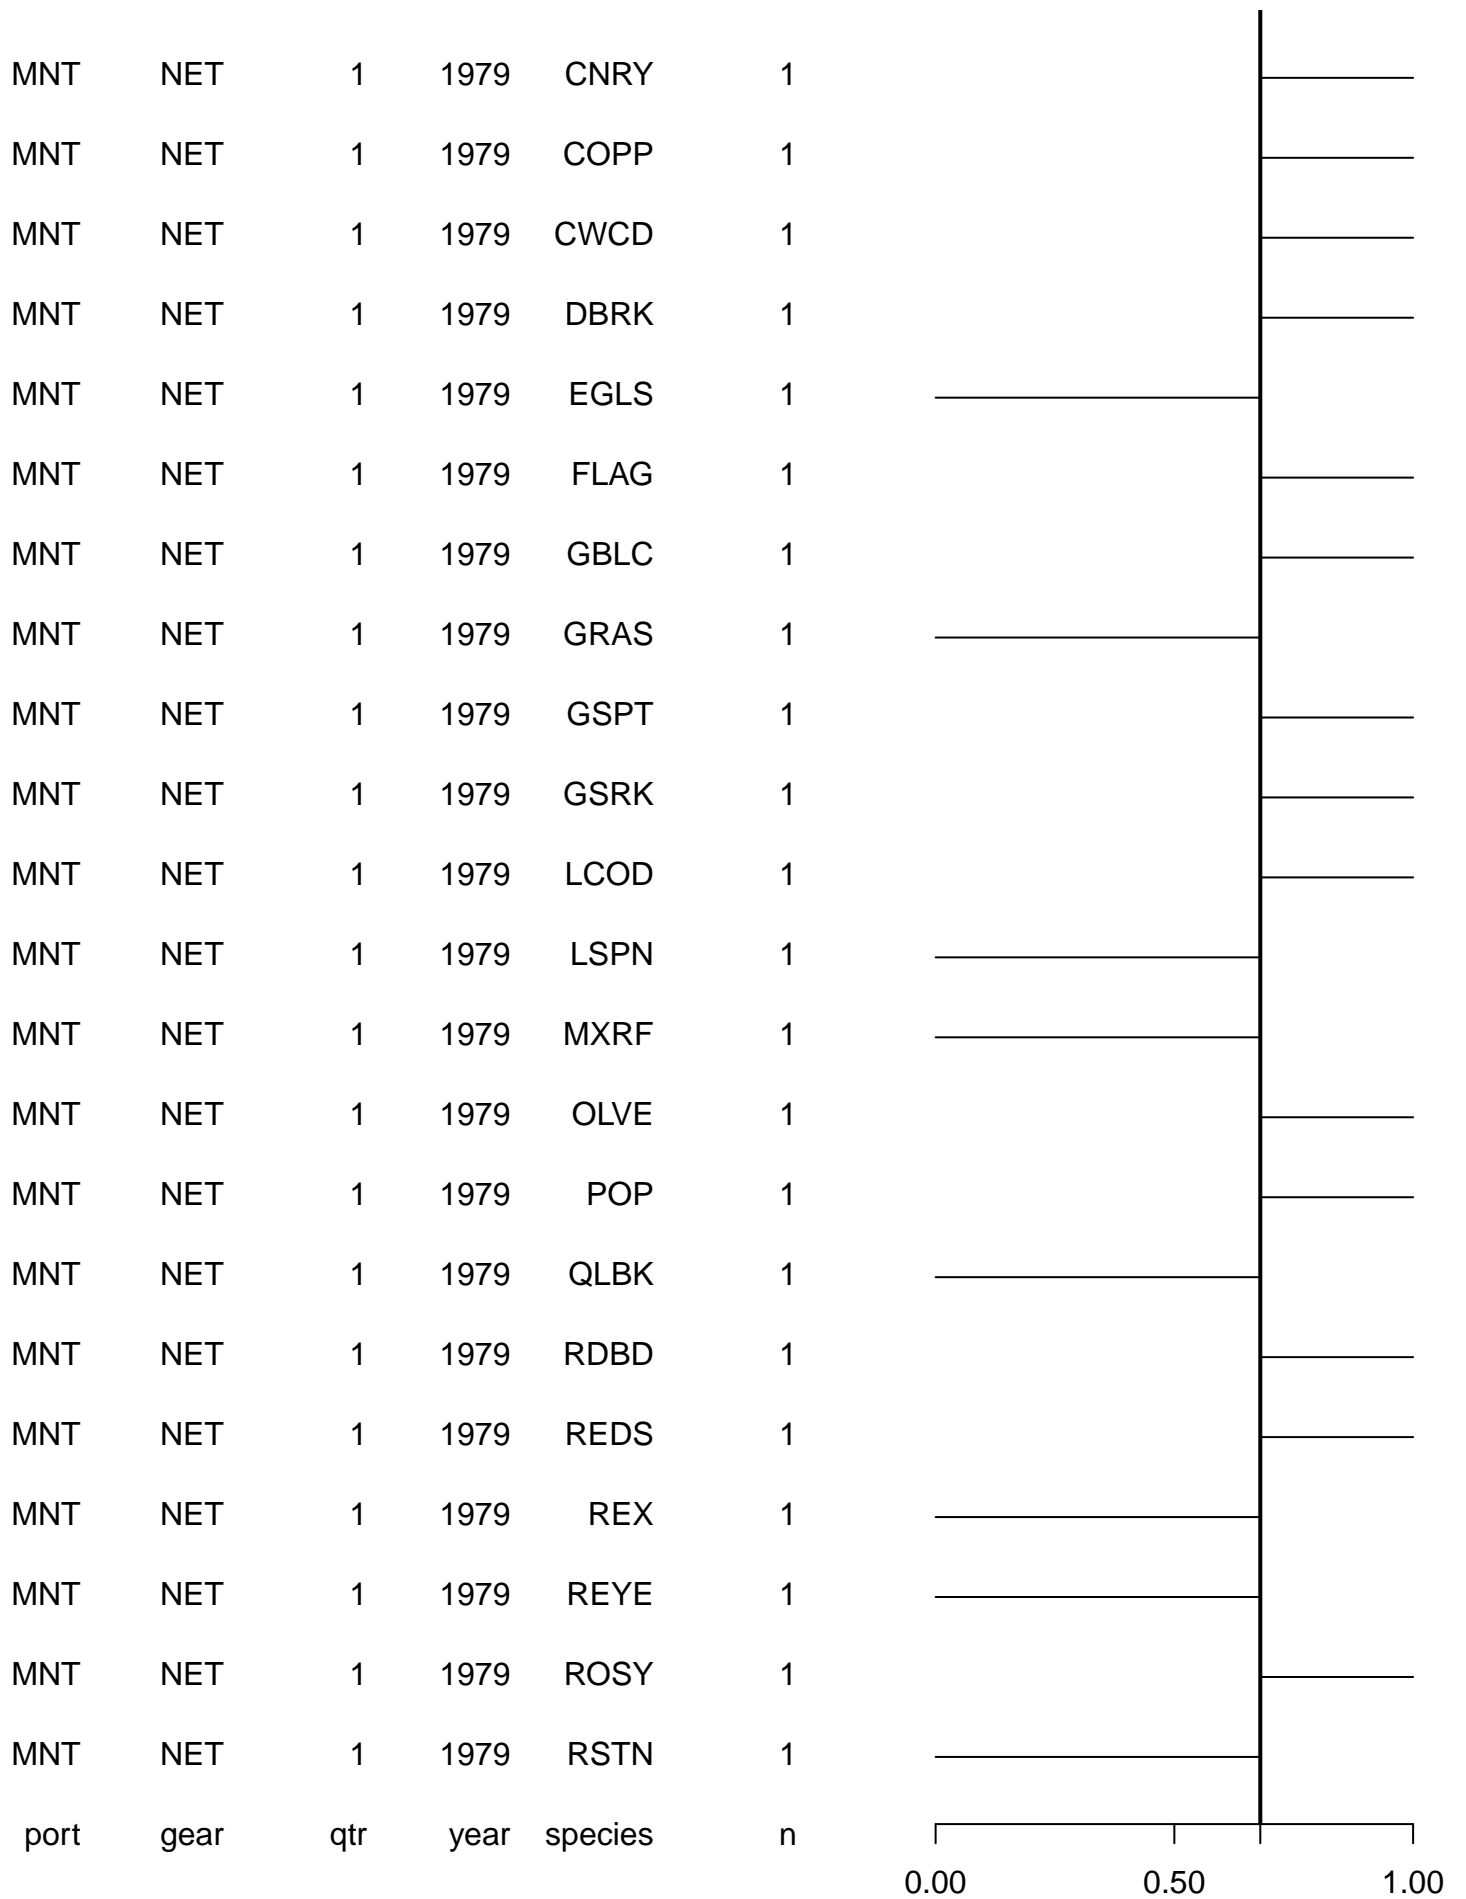 MNT NET 1 1979 CNRY 1
MNT NET 1 1979 COPP 1
MNT NET 1 1979 CWCD 1
MNT NET 1 1979 DBRK 1
MNT NET 1 1979 EGLS 1
MNT NET 1 1979 FLAG 1
MNT NET 1 1979 GBLC 1
MNT NET 1 1979 GRAS 1
MNT NET 1 1979 GSPT 1
MNT NET 1 1979 GSRK 1
MNT NET 1 1979 LCOD 1
MNT NET 1 1979 LSPN 1
MNT NET 1 1979 MXRF 1
MNT NET 1 1979 OLVE 1
MNT NET 1 1979 POP 1
MNT NET 1 1979 QLBK 1
MNT NET 1 1979 RDBD 1
MNT NET 1 1979 REDS 1
MNT NET 1 1979 REX 1
MNT NET 1 1979 REYE 1
MNT NET 1 1979 ROSY 1
MNT NET 1 1979 RSTN 1
port gear qtr year species n
0.00 0.50 1.00